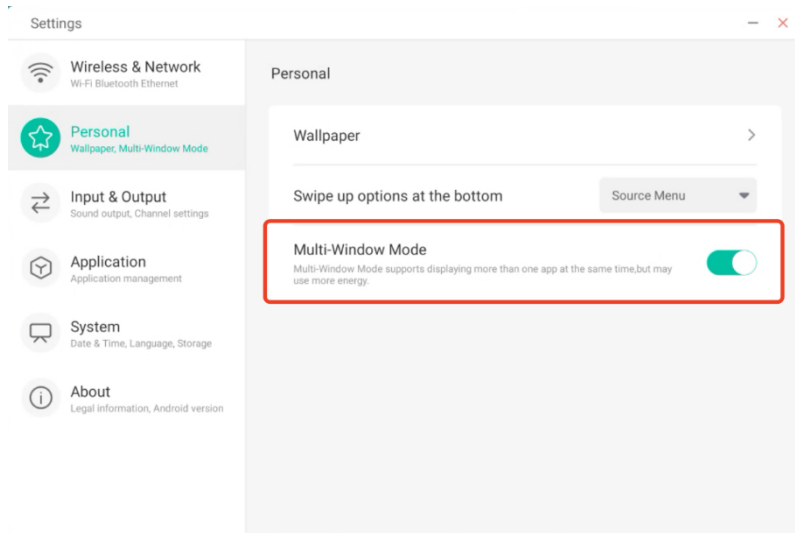 Settings
Wireless & Network
Wi-Fi Bluetooth Ethernet
Personal
Wallpaper, Multi-Window Mode
Input & Output
Sound output, Channel settings
Application
Application management
System
Date & Time, Language, Storage
About
Legal information, Android version
Personal
Wallpaper
Swipe up options at the bottom
Source Menu
Multi-Window Mode
Multi-Window Mode supports displaying more than one app at the same time,but may
use more energy.